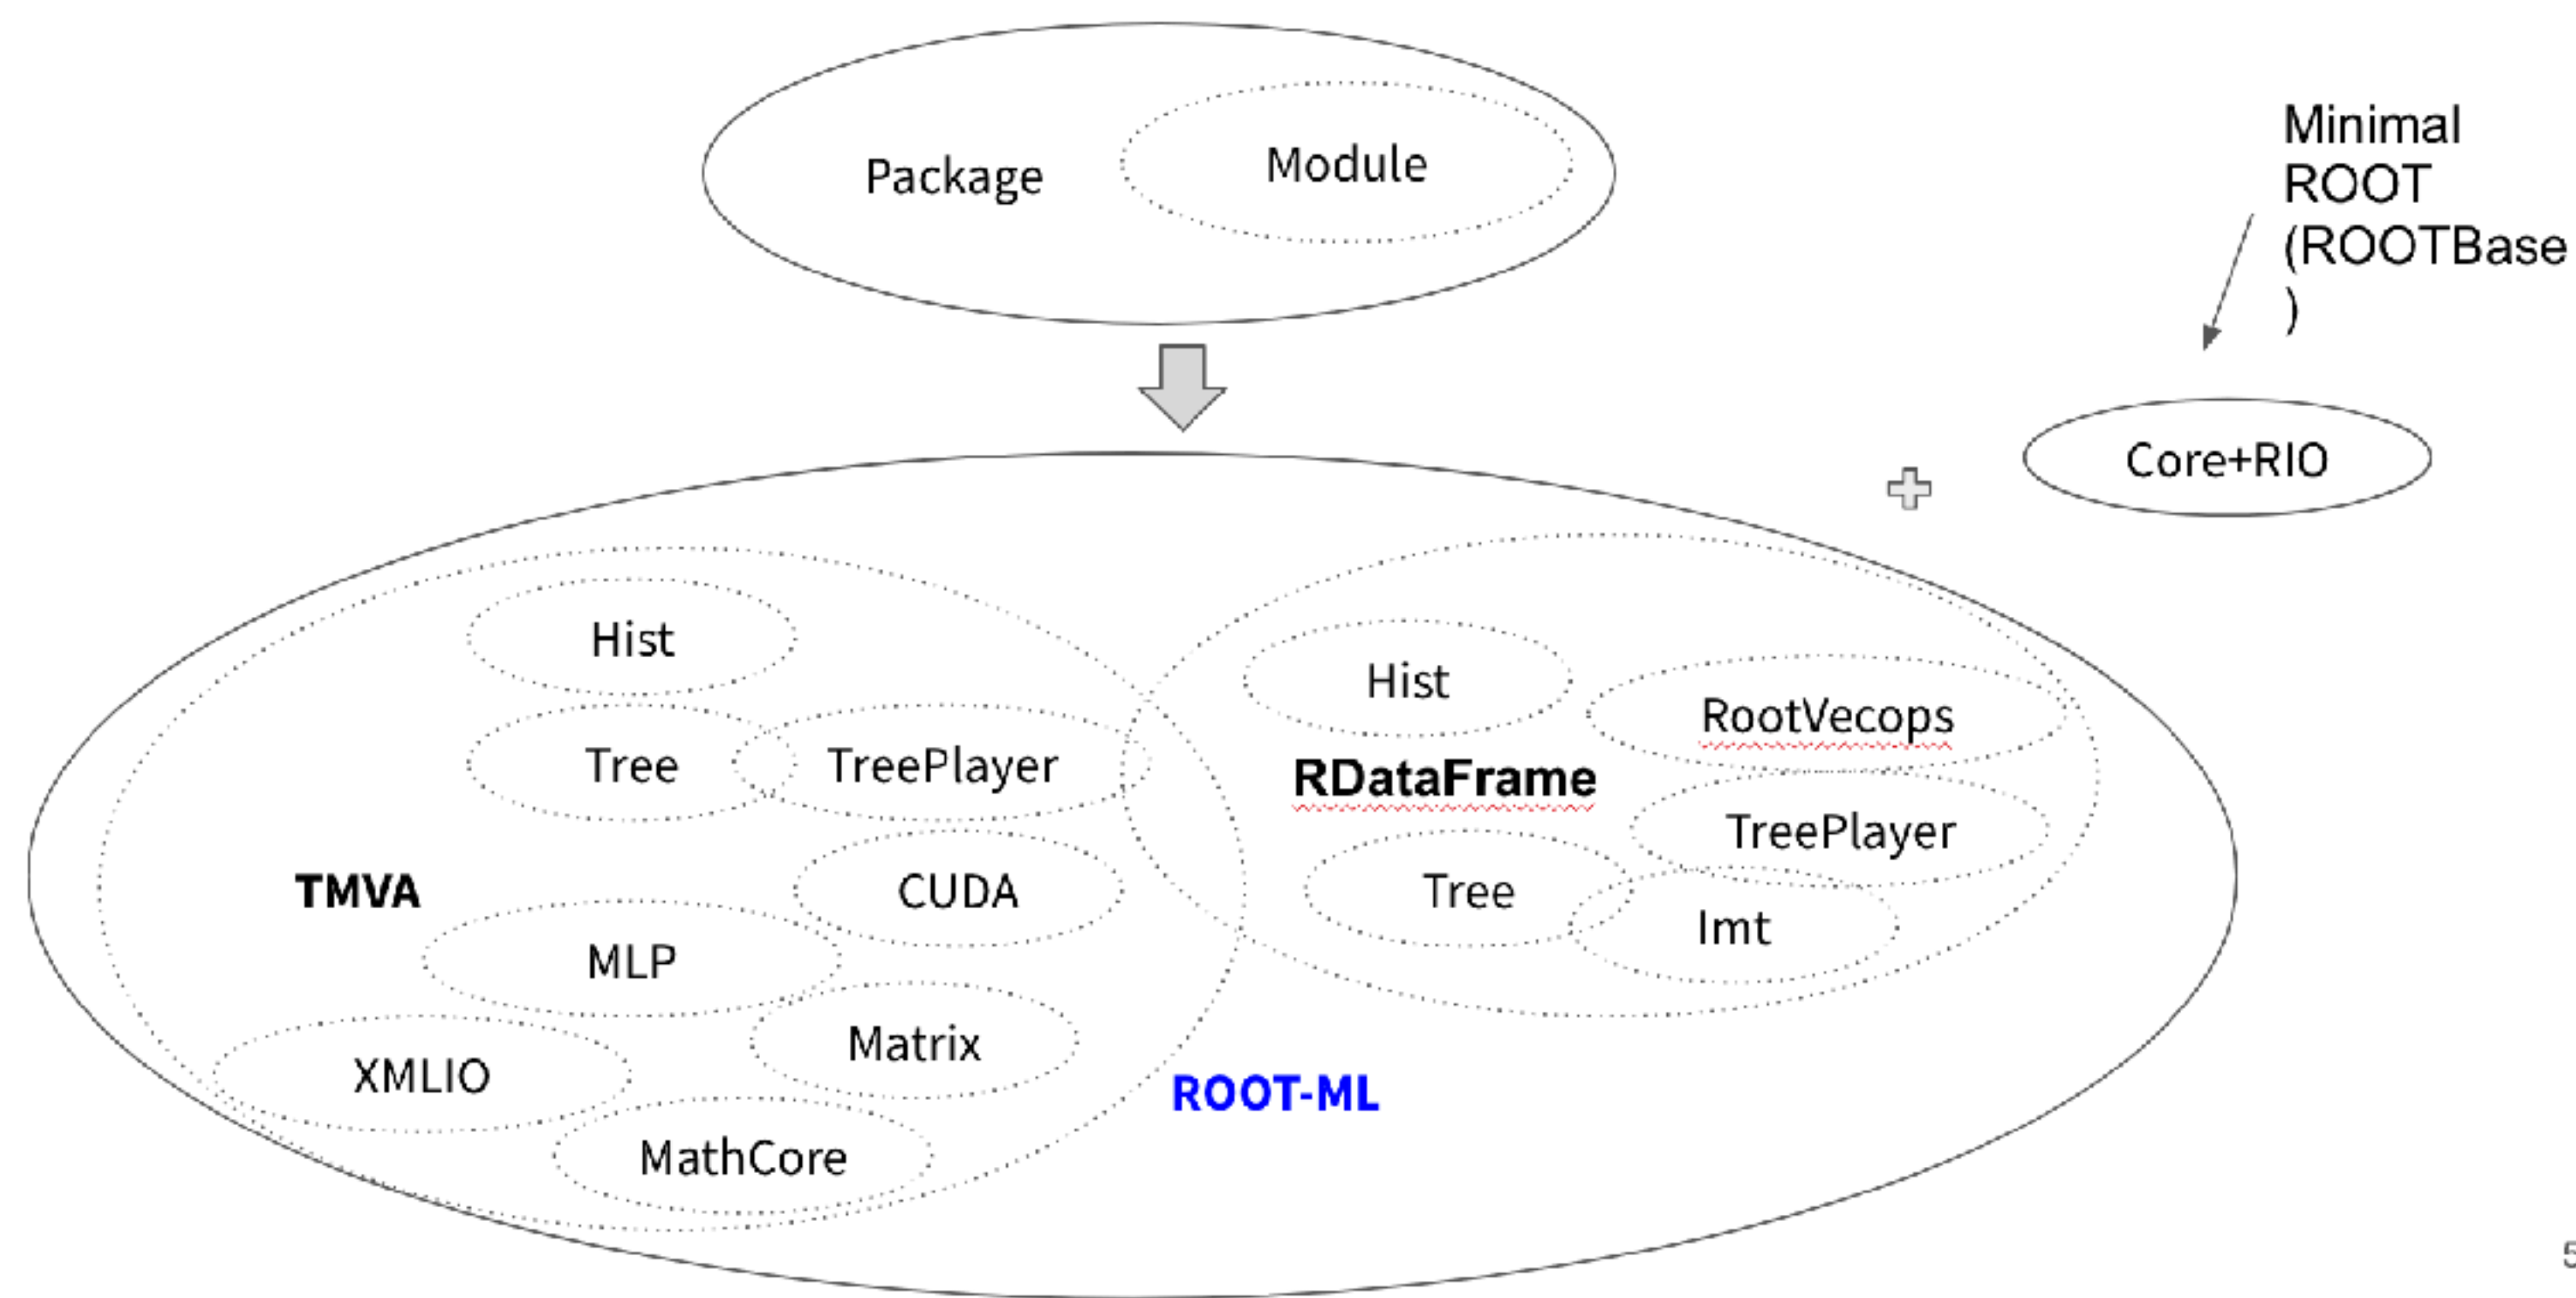 Package
Module
Minimal
ROOT
(ROOTBase
)
Core+RIO
Hist
Tree
TreePlayer
TMVA
CUDA
MLP
Matrix
XMLIO
MathCore
Hist
RootVecops
RDataFrame
TreePlayer
Tree
Imt
ROOT-ML
5